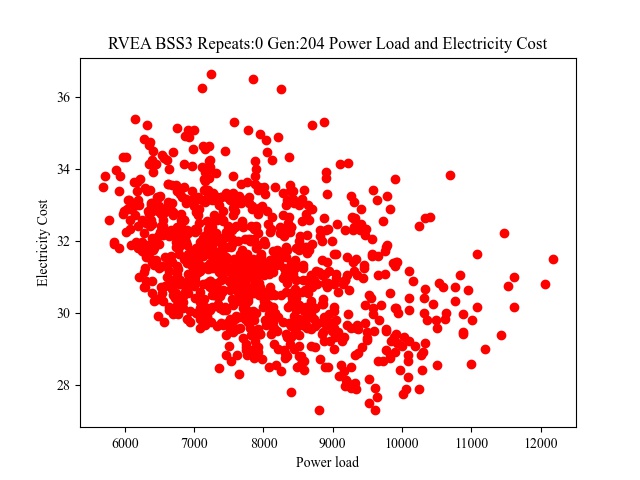 RVEA BSS3 Repeats:0 Gen:204 Power Load and Electricity Cost
36
34
32
30
28
Electricity Cost
6000 7000 8000 9000 10000 11000 12000
Power load